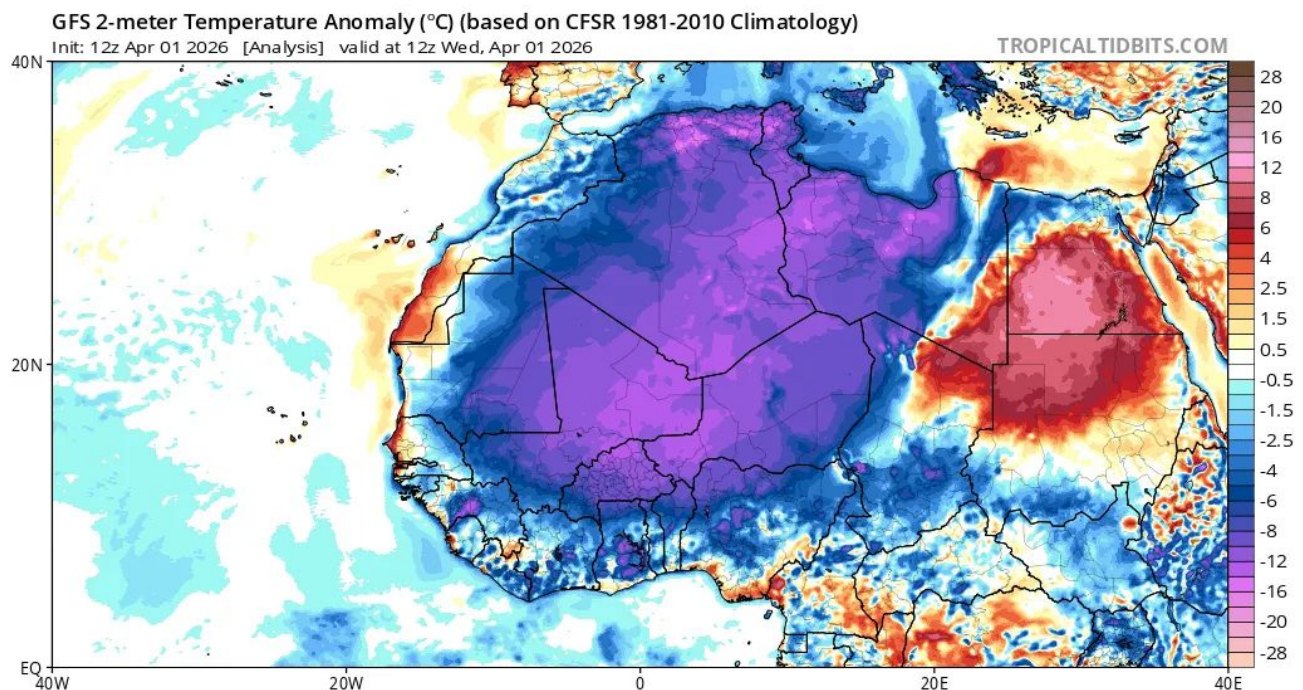 GFS 2-meter Temperature Anomaly (°C) (based on CFSR 1981-2010 Climatology)
Init: 12z Apr 01 2026 [Analysis] valid at 12z Wed, Apr 01 2026
TROPICALTIDBITS.COM
40N
20N
EQ
40W
20W
0
20E
40E
28
20
16
12
8
6
4
2.5
1.5
0.5
-0.5
-1.5
-2.5
-4
-6
-8
-12
-16
-20
-28